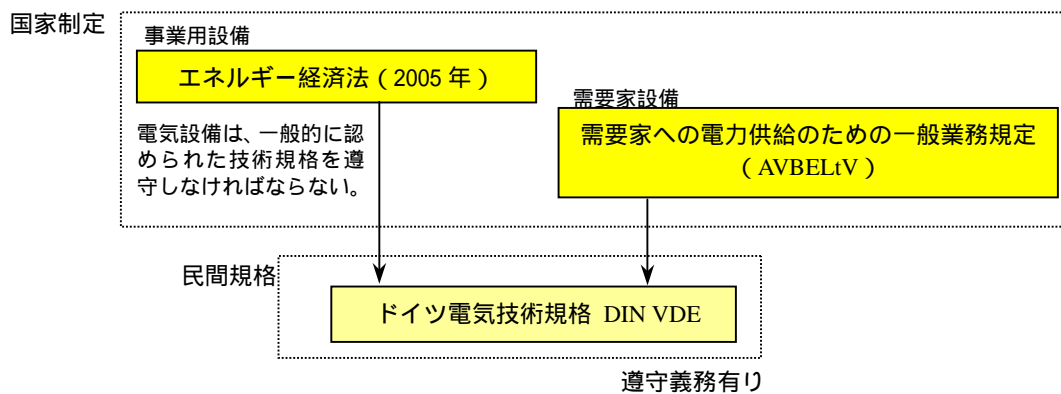 国家制定
事業用設備
エネルギー経済法（2005 年）
電気設備は、一般的に認
められた技術規格を遵
守しなければならない。
需要家設備
需要家への電力供給のための一般業務規定
（AVBELtV）
民間規格
ドイツ電気技術規格 DIN VDE
遵守義務有り